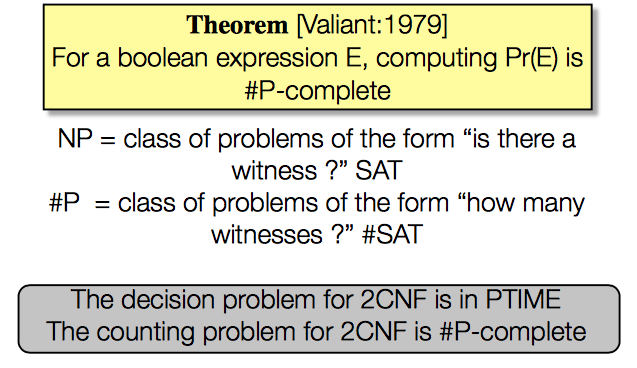 Theorem [Valiant:1979]
For a boolean expression E, computing Pr(E) is
#P-complete
NP = class of problems of the form “is there a
witness ?” SAT
#P = class of problems of the form “how many
witnesses ?” #SAT
The decision problem for 2CNF is in PTIME
The counting problem for 2CNF is #P-complete